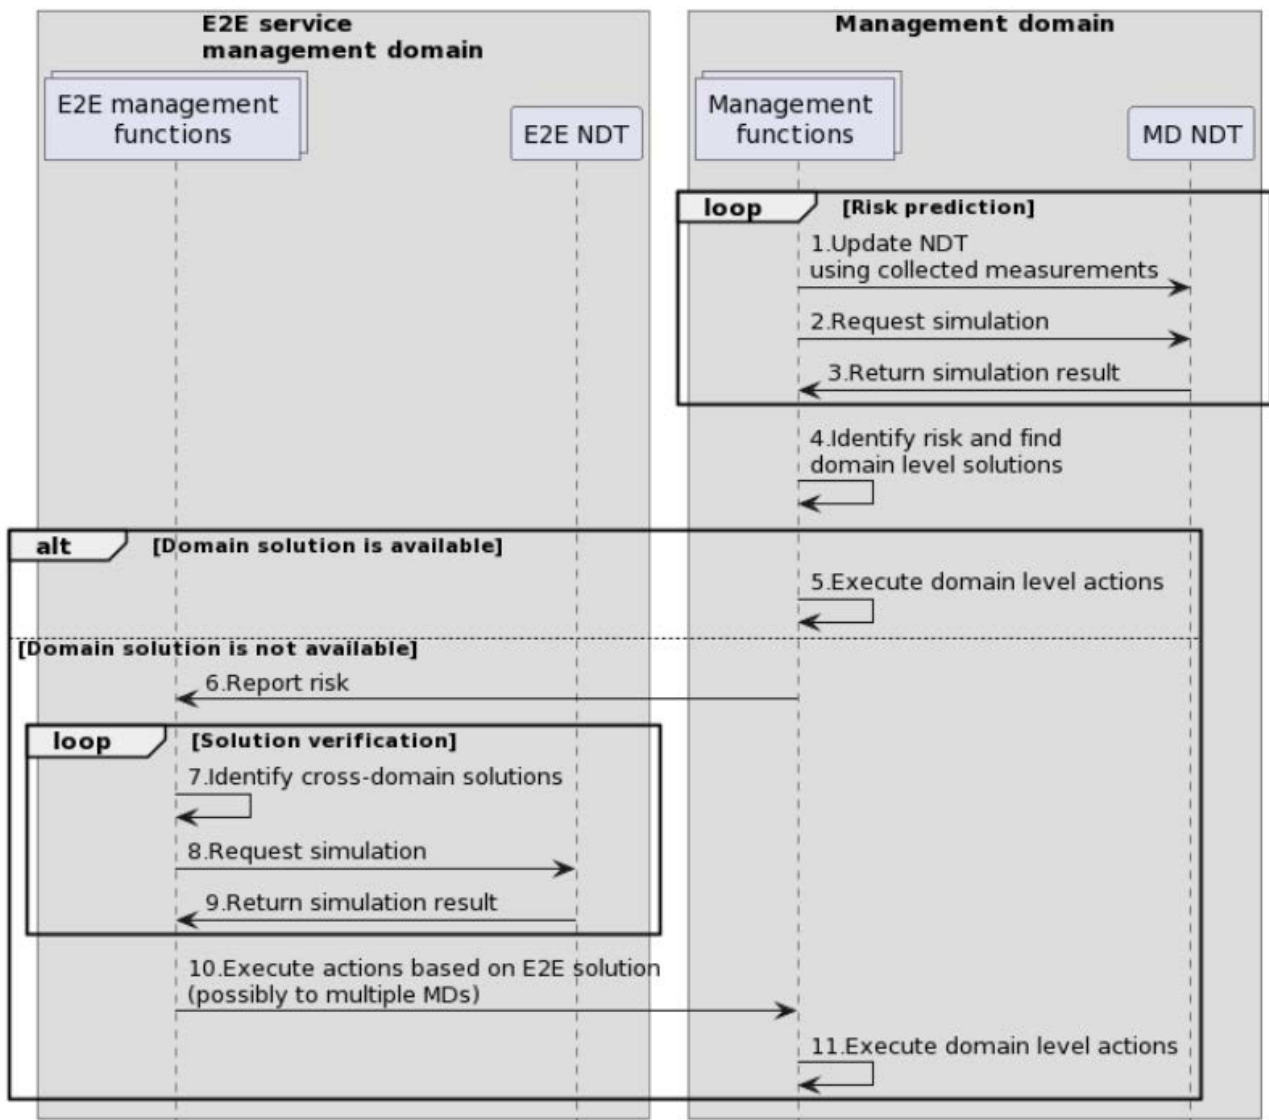 E2E service
management domain
Management domain
E2E management
functions
E2E NDT
Management
functions
MD NDT
loop [Risk prediction]
1.Update NDT
using collected measurements
2.Request simulation
3.Return simulation result
4.Identify risk and find
domain level solutions
alt [Domain solution is available]
5.Execute domain level actions
[Domain solution is not available]
6.Report risk
loop [Solution verification]
7.Identify cross-domain solutions
8.Request simulation
9.Return simulation result
10.Execute actions based on E2E solution
(possibly to multiple MDs)
11.Execute domain level actions